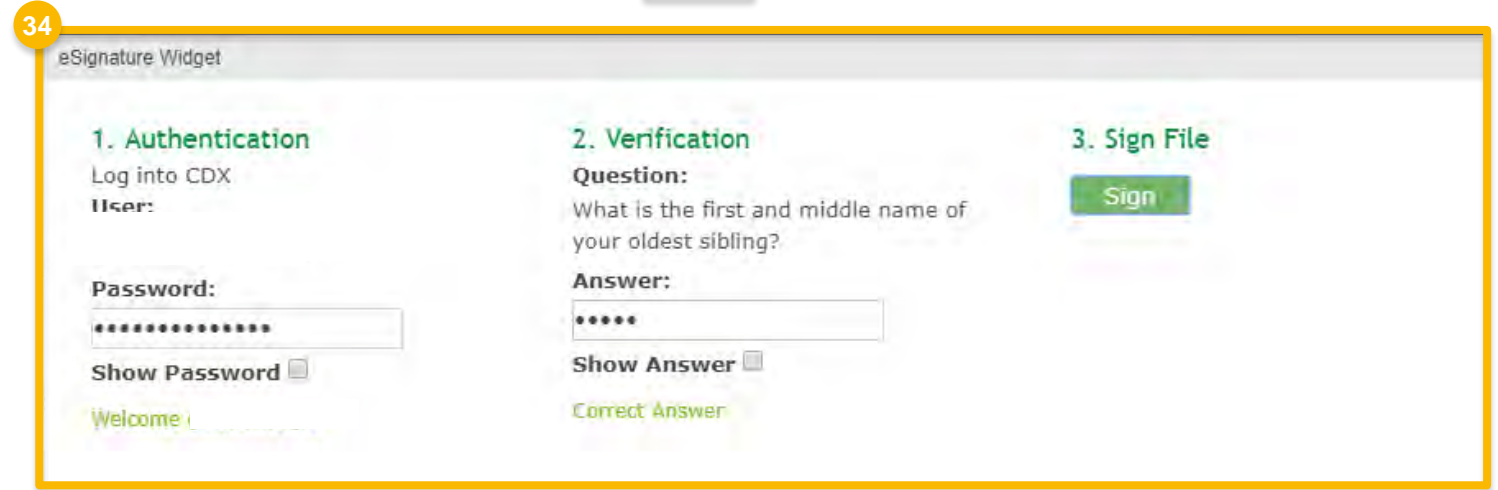 34
eSignature Widget
1. Authentication
Log into CDX
User:
Password:
••••••••••••••
Show Password
Welcome
2. Verification
Question:
What is the first and middle name of
your oldest sibling?
Answer:
•••••
Show Answer
Correct Answer
3. Sign File
Sign